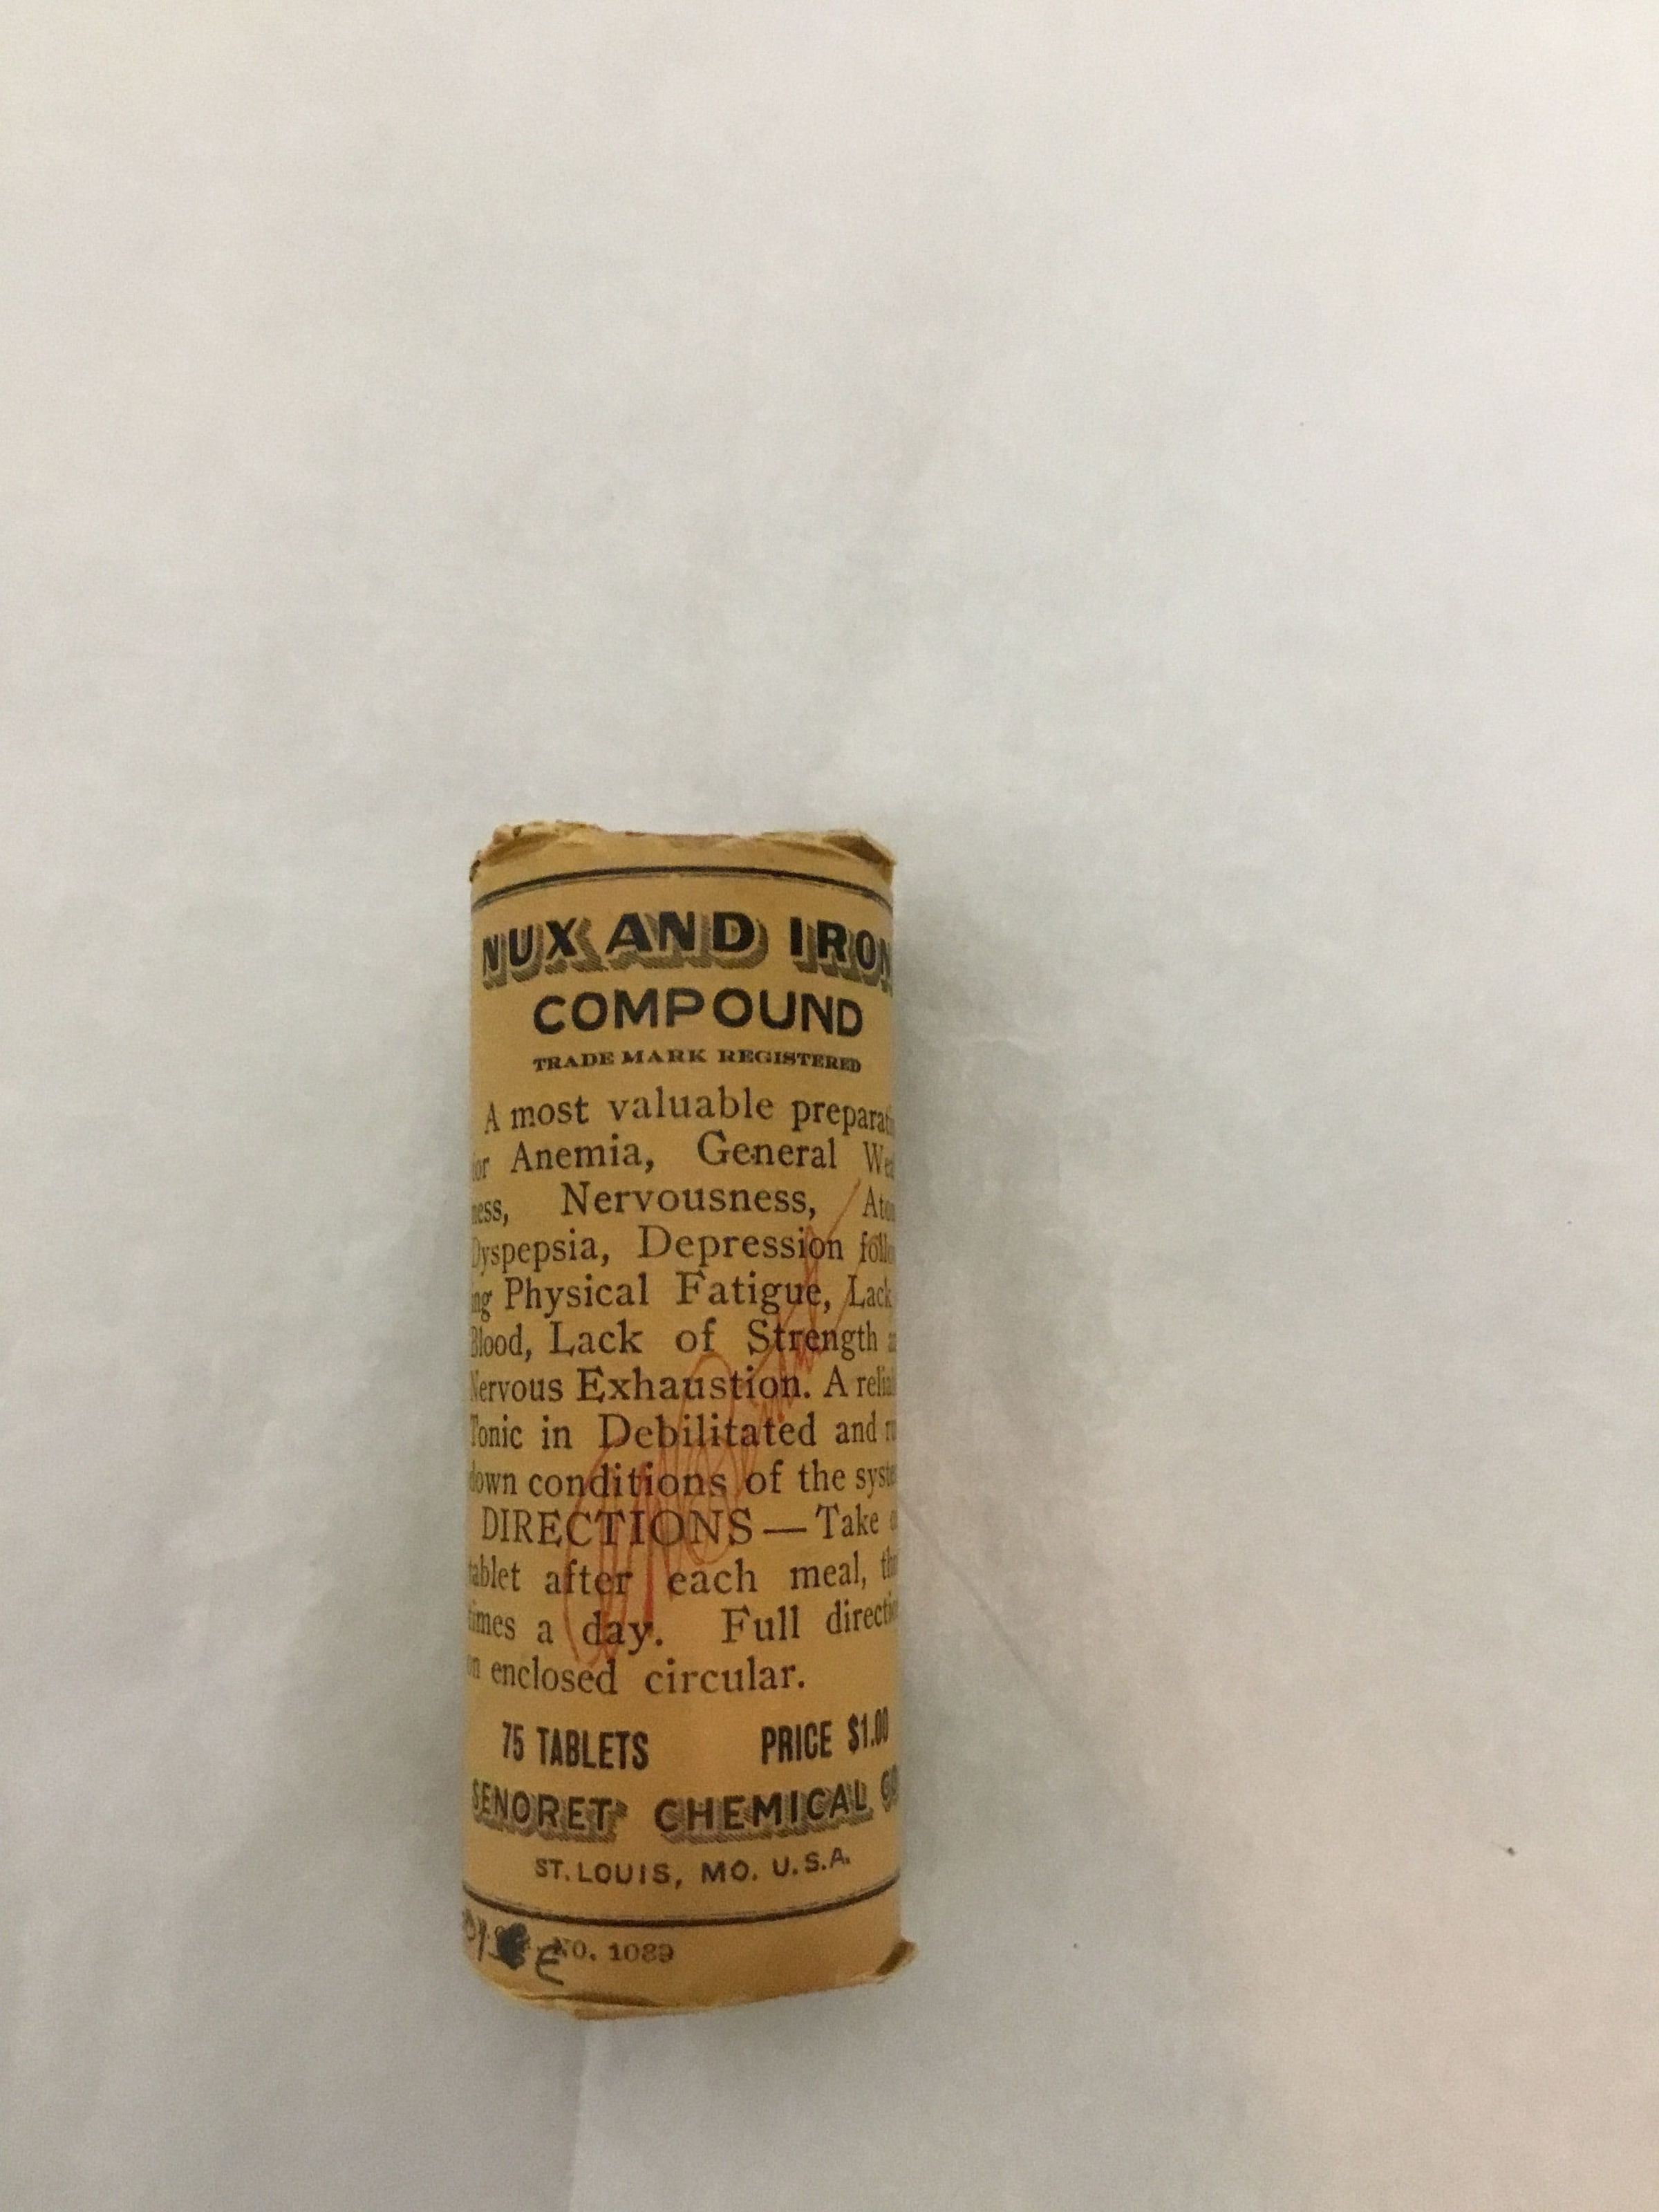 NUX AND IRON
COMPOUND
TRADE MARK REGISTERED
A most valuable preparati
or Anemia, General We
ness, Nervousness, Ato
Dyspepsia, Depression follo
ing Physical Fatigue, Lack
Blood, Lack of Strength a
Nervous Exhaustion. A relia
Tonic in Debilitated and ru
down conditions of the syste
DIRECTIONS — Take o
tablet after each meal, th
times a day. Full directi
on enclosed circular.
75 TABLETS PRICE $1.00
SENORET CHEMICAL CO
ST. LOUIS, MO. U.S.A.
NO. 1089